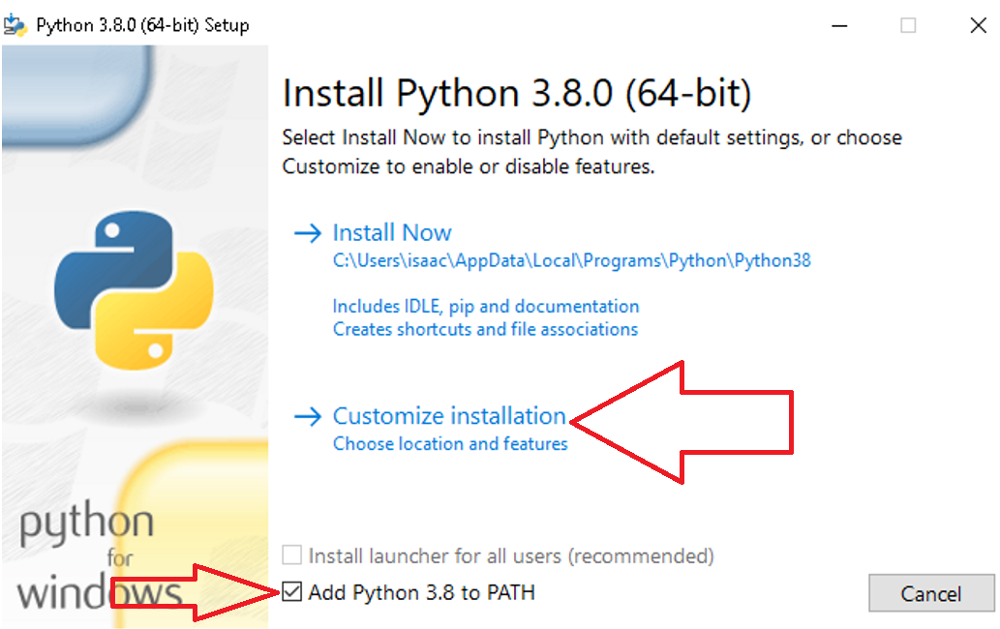 Python 3.8.0 (64-bit) Setup
Install Python 3.8.0 (64-bit)
Select Install Now to install Python with default settings, or choose
Customize to enable or disable features.
Install Now
C:\Users\isaac\AppData\Local\Programs\Python\Python38
Includes IDLE, pip and documentation
Creates shortcuts and file associations
Customize installation
Choose location and features
python
for
windows
Install launcher for all users (recommended)
Add Python 3.8 to PATH
Cancel